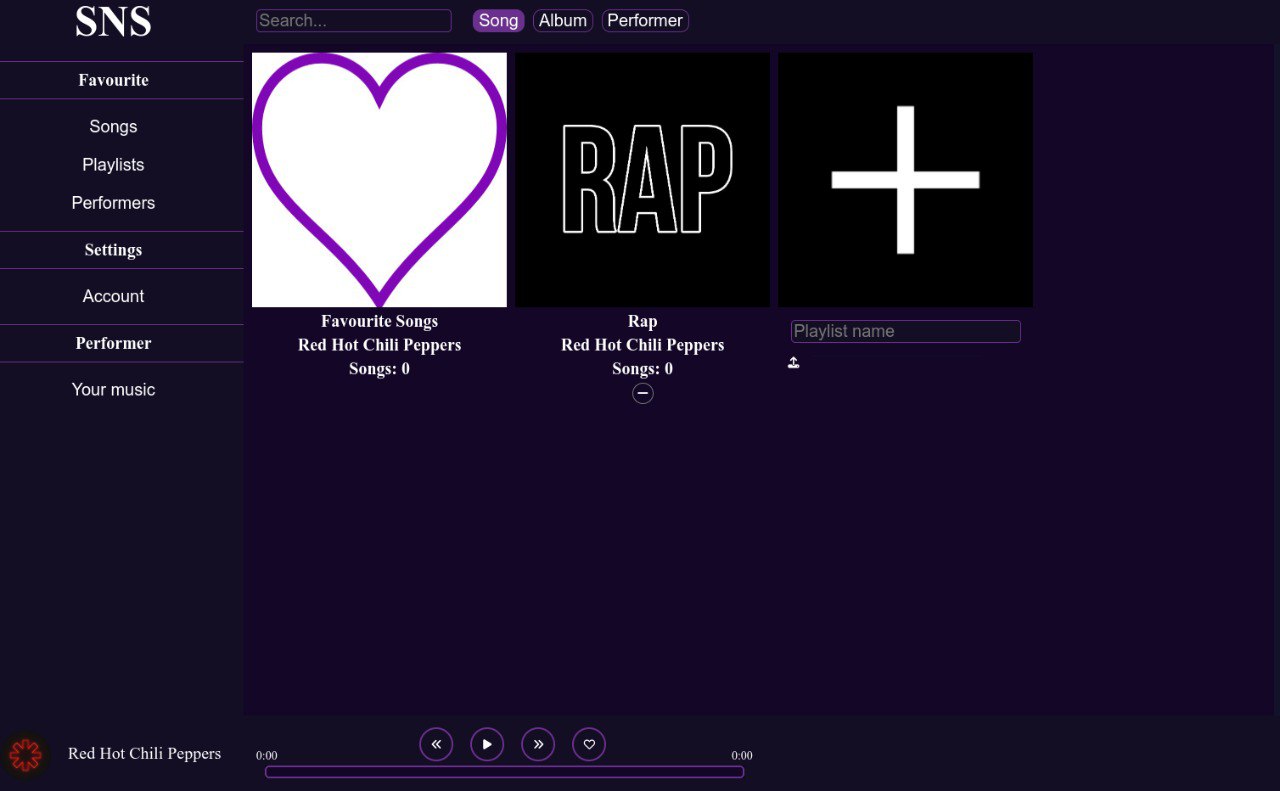 SNS
Search...
Song
Album
Performer
Favourite
Songs
Playlists
Performers
Settings
Account
Performer
Your music
RAP
Favourite Songs
Red Hot Chili Peppers
Songs: 0
Rap
Red Hot Chili Peppers
Songs: 0
Playlist name
Red Hot Chili Peppers
0:00
0:00